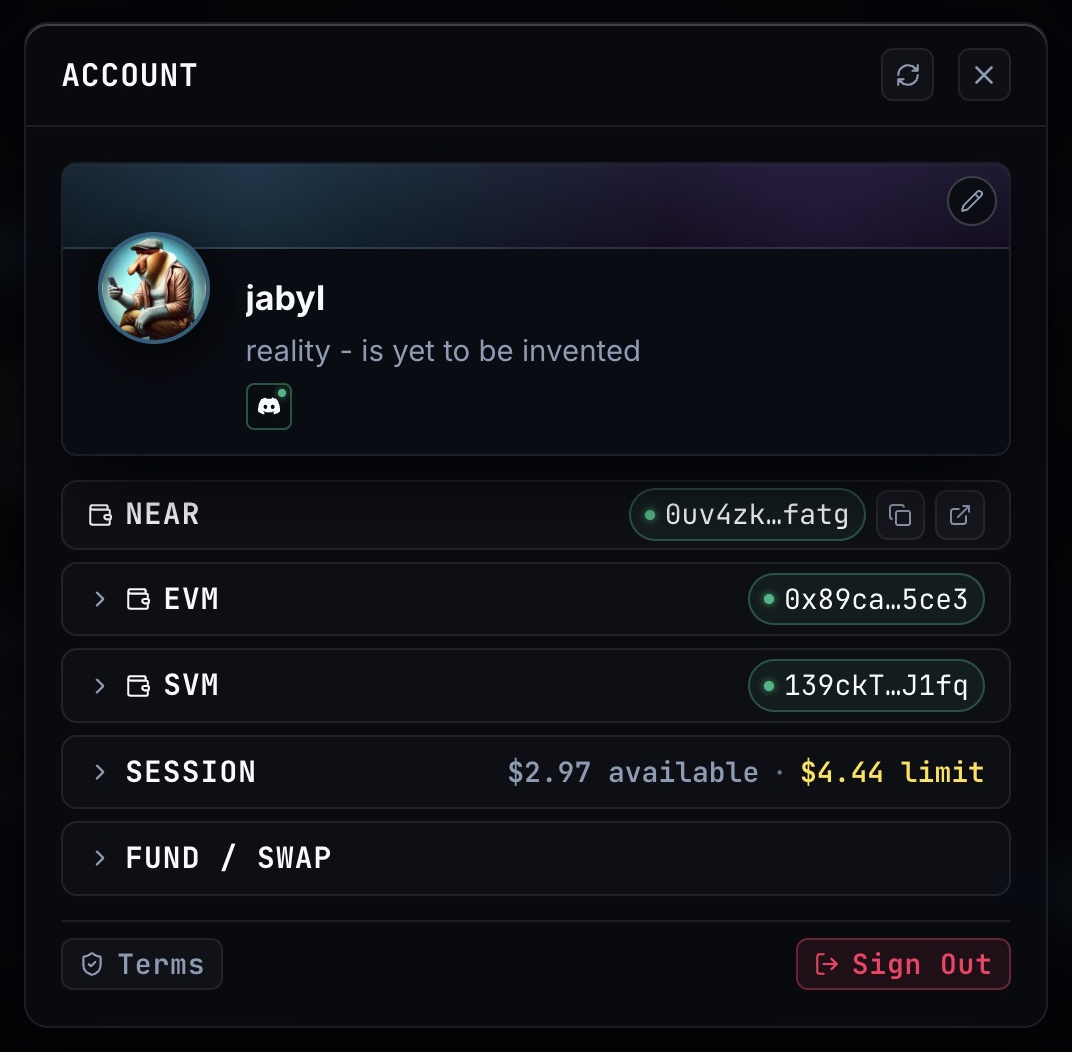 ACCOUNT
jabyl
reality - is yet to be invented
NEAR 0uv4zk…fatg
EVM 0x89ca…5ce3
SVM 139ckT…J1fq
SESSION $2.97 available · $4.44 limit
FUND / SWAP
Terms Sign Out